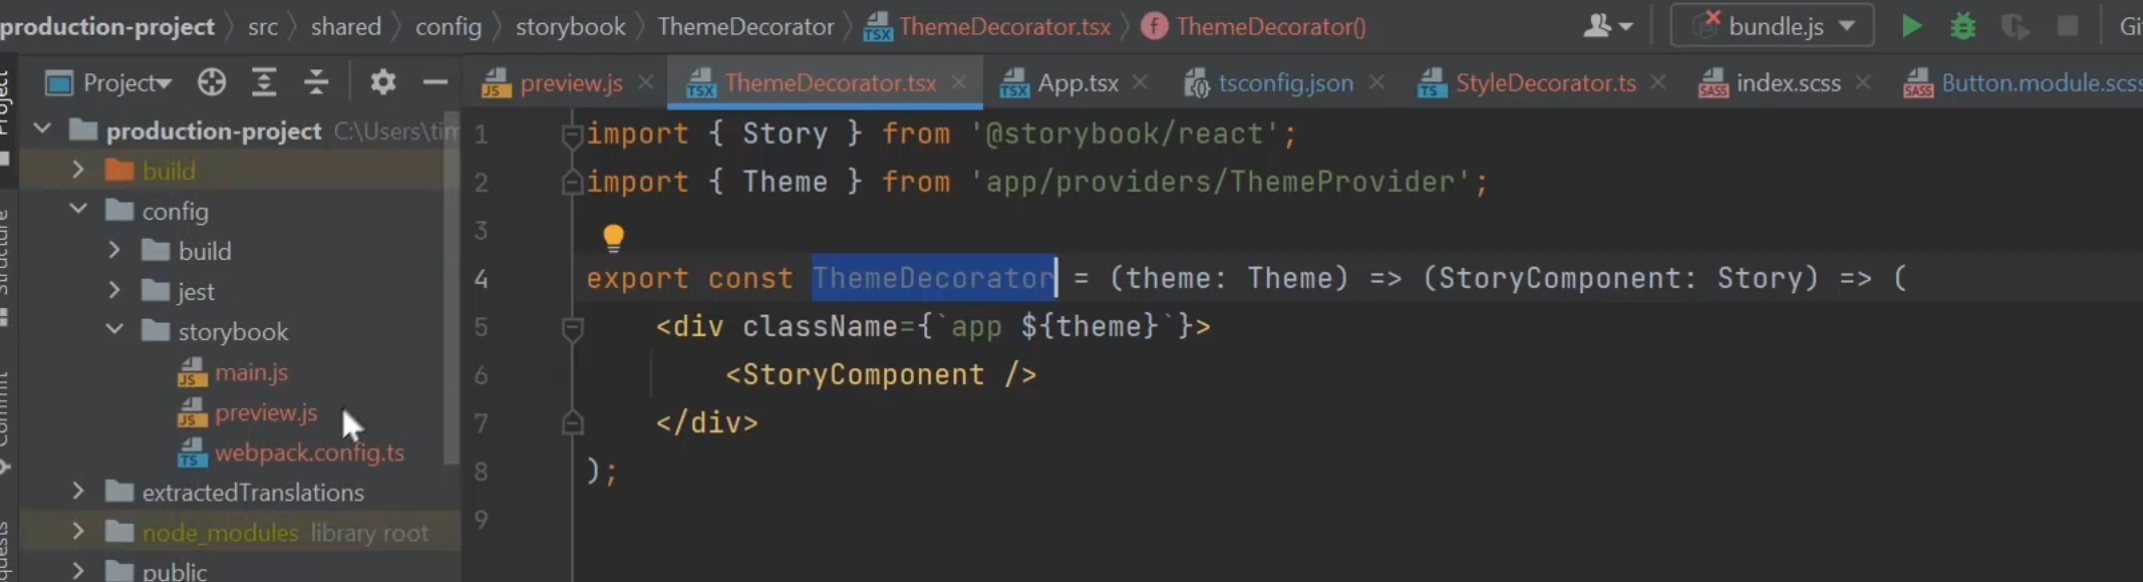 production-project src shared config storybook ThemeDecorator ThemeDecorator.tsx ThemeDecorator() bundle.js
Project preview.js ThemeDecorator.tsx App.tsx tsconfig.json StyleDecorator.ts index.scss Button.module.scss
production-project C:\Users\tim
build
config
build
jest
storybook
main.js
preview.js
webpack.config.ts
extractedTranslations
node_modules library root
public
Project
Structure
Commit
1 import { Story } from '@storybook/react';
2 import { Theme } from 'app/providers/ThemeProvider';
3
4 export const ThemeDecorator = (theme: Theme) => (StoryComponent: Story) => (
5 <div className={`app ${theme}`}>
6 <StoryComponent />
7 </div>
8 );
9